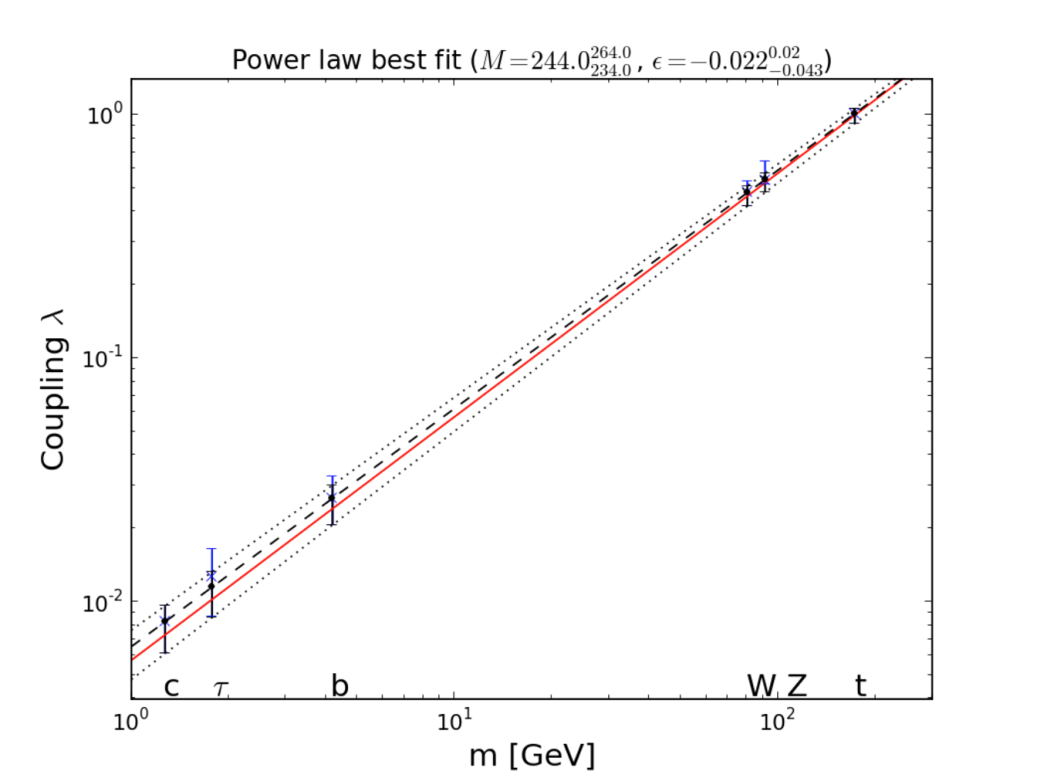 Power law best fit (M=244.0^{264.0}_{234.0}, ϵ=−0.022^{0.02}_{−0.043})
10^0
10^{-1}
10^{-2}
Coupling λ
c τ b W Z t
10^0 10^1 10^2
m [GeV]